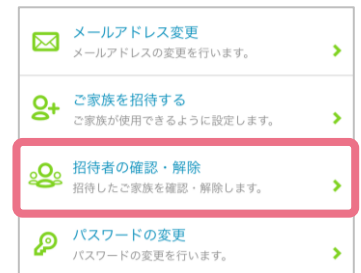 メールアドレス変更
メールアドレスの変更を行います。
ご家族を招待する
ご家族が使用できるように設定します。
招待者の確認・解除
招待したご家族を確認・解除します。
パスワードの変更
パスワードの変更を行います。